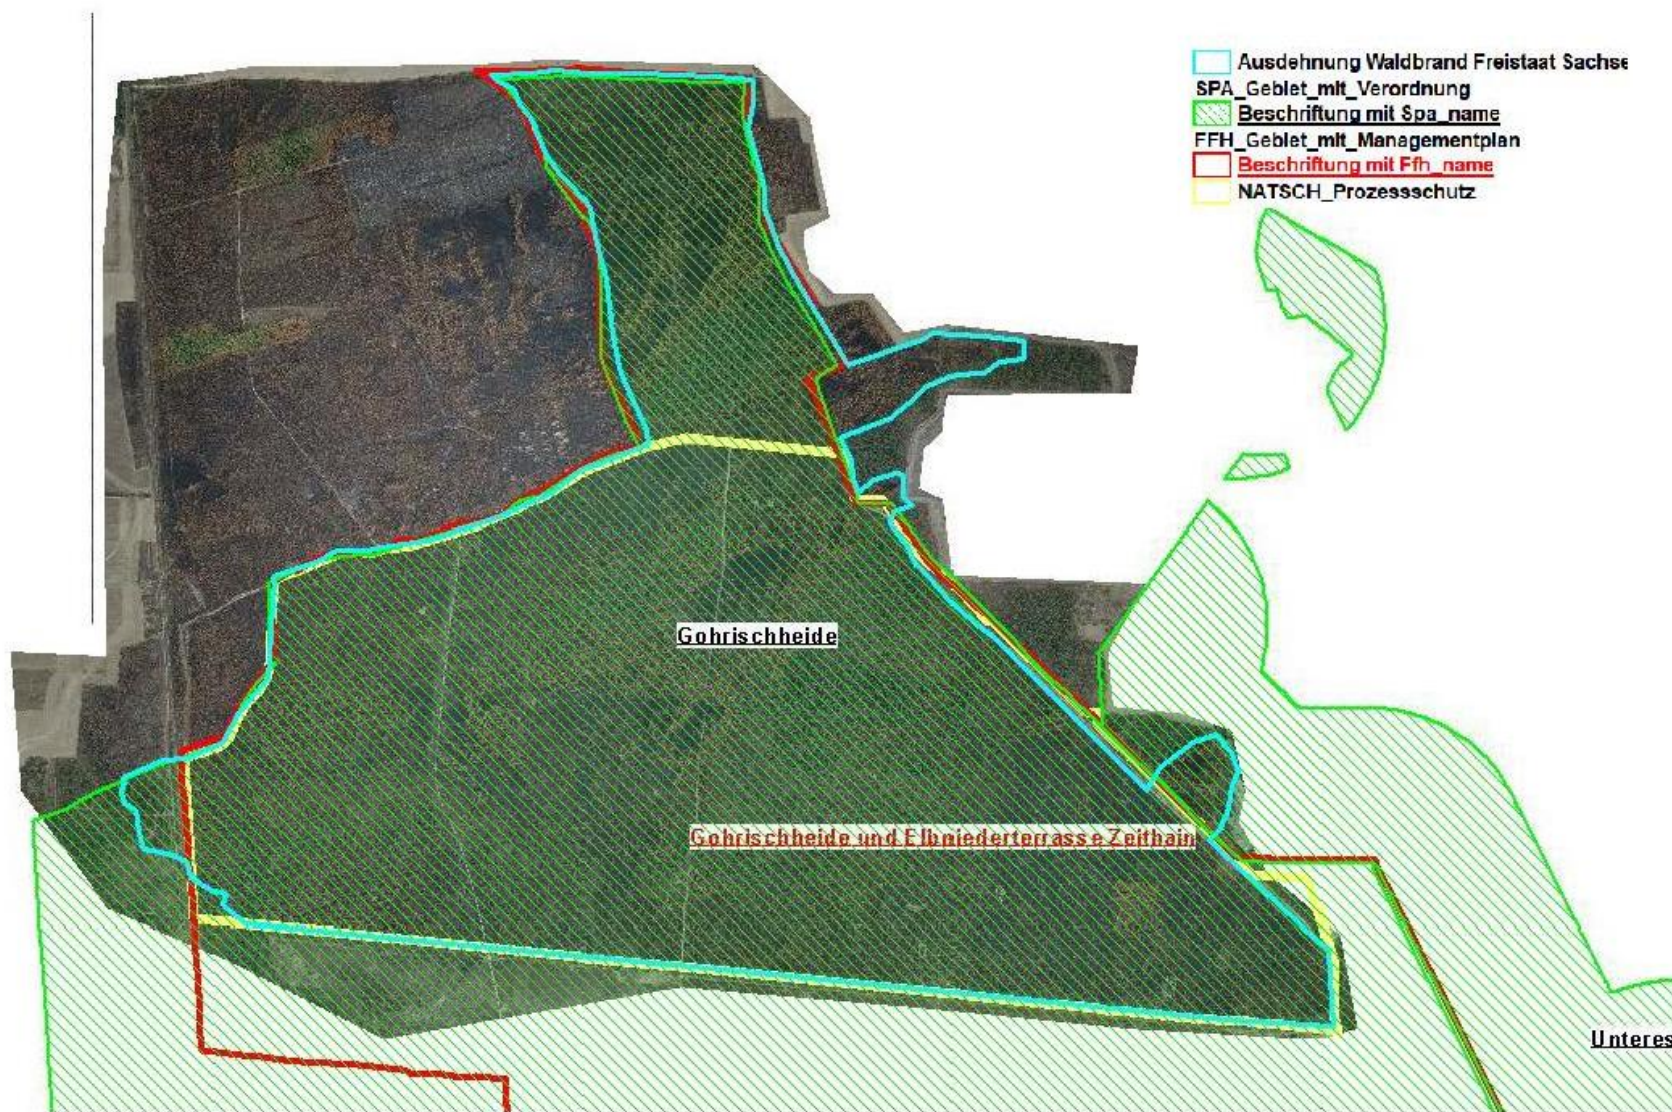 Ausdehnung Waldbrand Freistaat Sachse
SPA_Gebiet_mit_Verordnung
Beschriftung mit Spa_name
FFH_Gebiet_mit_Managementplan
Beschriftung mit Ffh_name
NATSCH_Prozessschutz
Gohrischheide
Gohrischheide und Elbniederterrasse Zeithain
Unteres